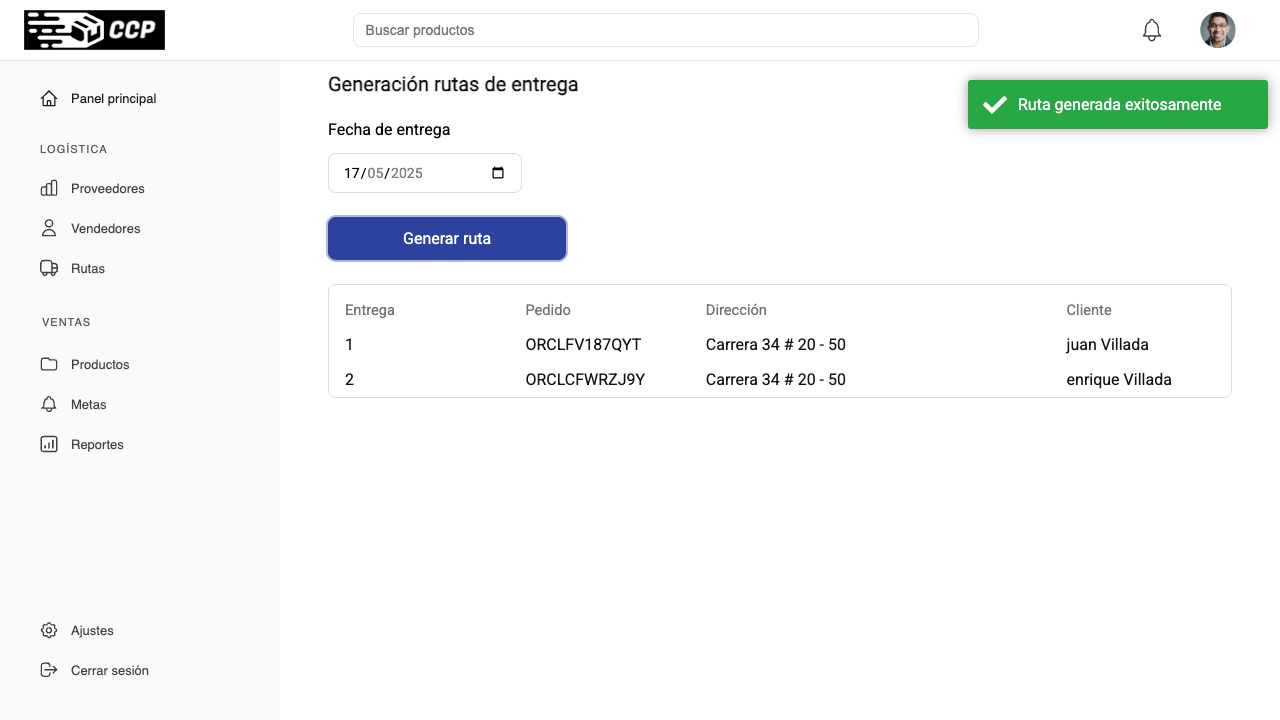 CCP
Buscar productos
Panel principal
LOGÍSTICA
Proveedores
Vendedores
Rutas
VENTAS
Productos
Metas
Reportes
Ajustes
Cerrar sesión
Generación rutas de entrega
Ruta generada exitosamente
Fecha de entrega
17/05/2025
Generar ruta
Entrega Pedido Dirección Cliente
1 ORCLFV187QYT Carrera 34 # 20 - 50 juan Villada
2 ORCLCFWRZJ9Y Carrera 34 # 20 - 50 enrique Villada